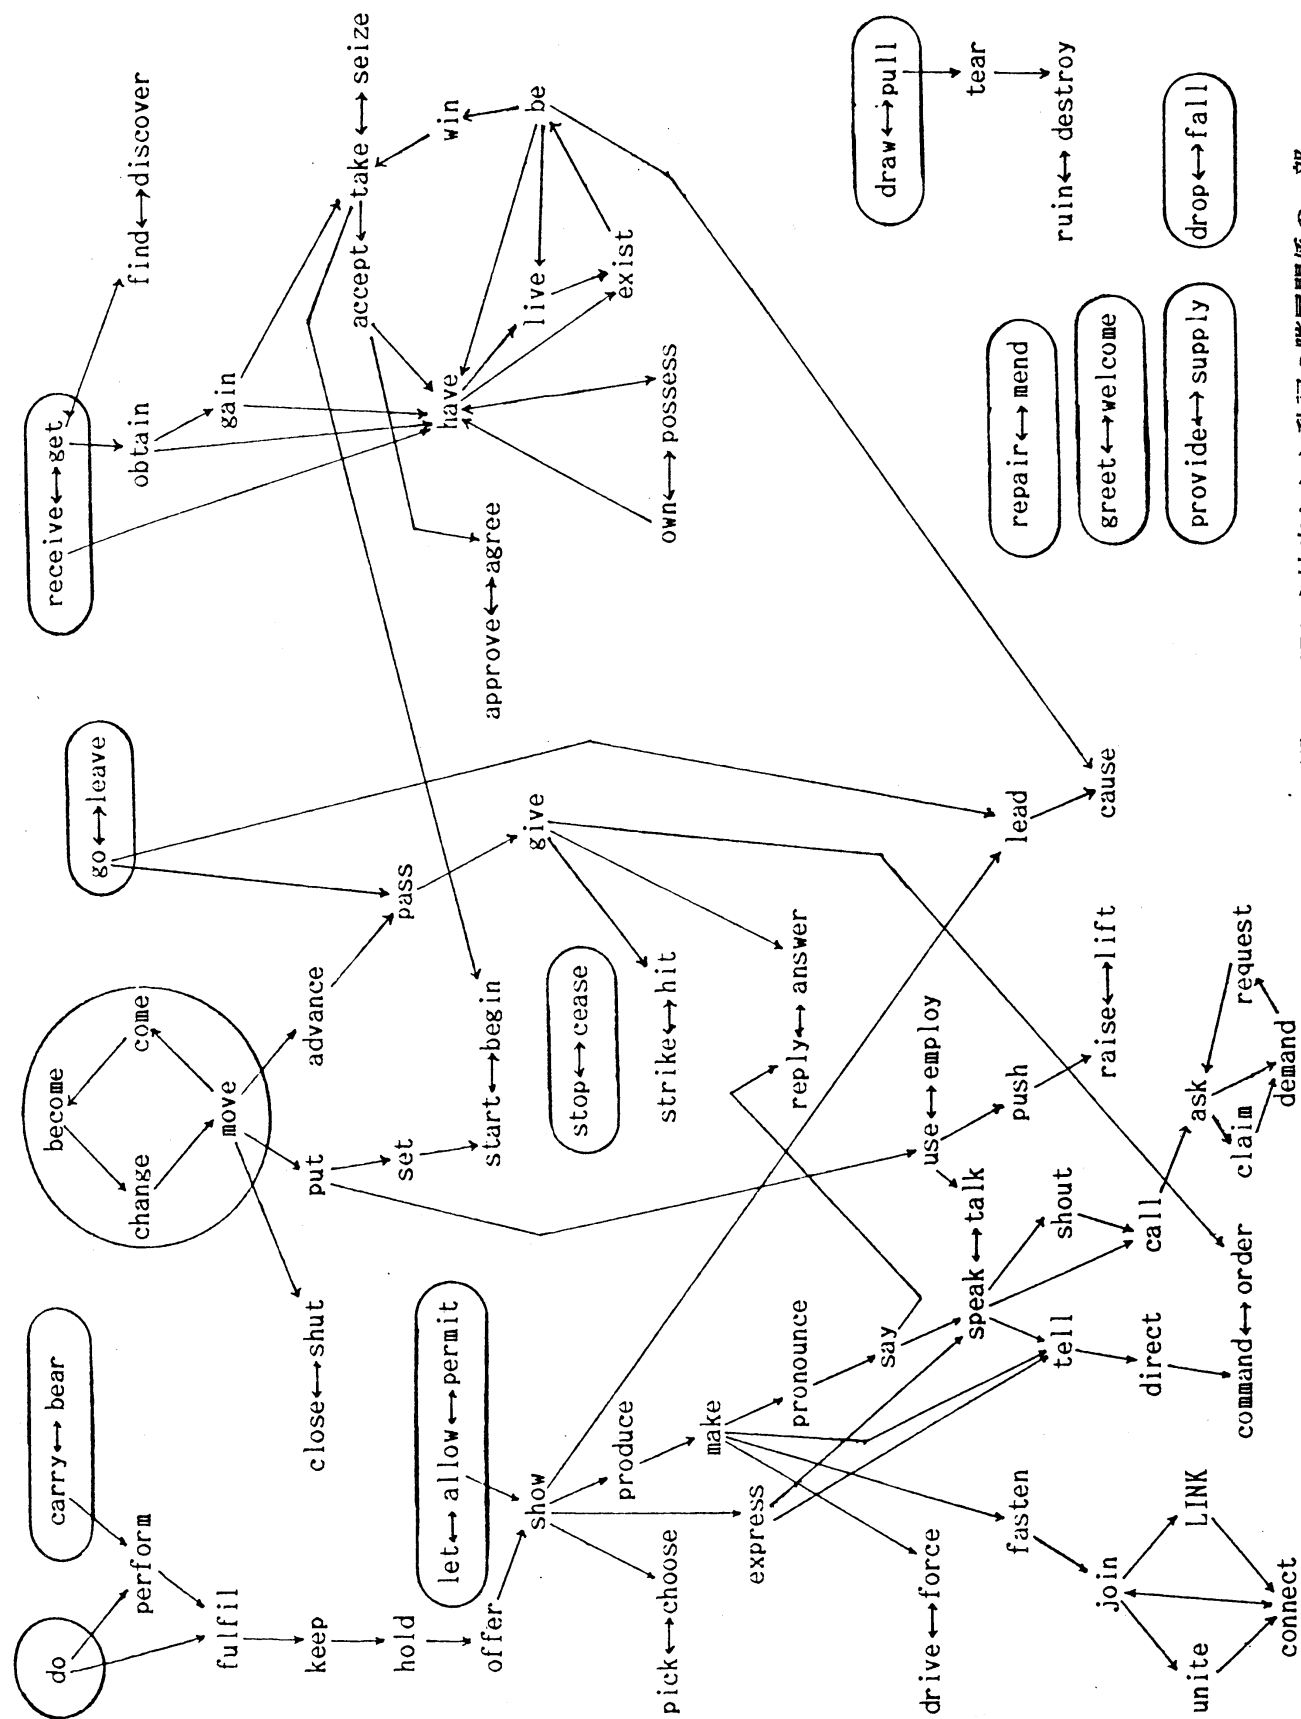 do
carry↔bear
become
go↔leave
receive↔get
perform
change
come
obtain
find↔discover
fulfil
move
gain
keep
close↔shut
put
advance
accept
take↔seize
hold
set
pass
have
win
let↔allow↔permit
offer
start↔begin
approve↔agree
live
be
show
give
exist
produce
stop↔cease
pick↔choose
make
strike↔hit
own↔possess
express
pronounce
reply↔answer
say
drive↔force
speak↔talk
use↔employ
fasten
tell
shout
push
lead
join
direct
call
raise↔lift
cause
unite
LINK
command↔order
ask
claim
request
connect
demand
draw↔pull
tear
ruin↔destroy
repair↔mend
greet↔welcome
provide↔supply
drop↔fall